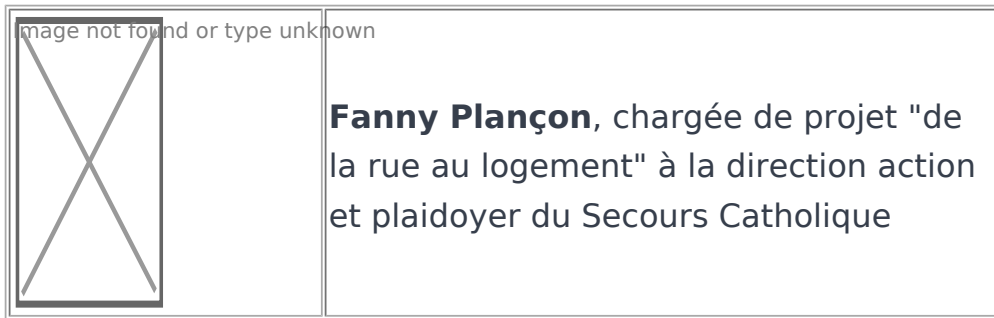 Image not found or type unknown
Fanny Plançon, chargée de projet "de
la rue au logement" à la direction action
et plaidoyer du Secours Catholique